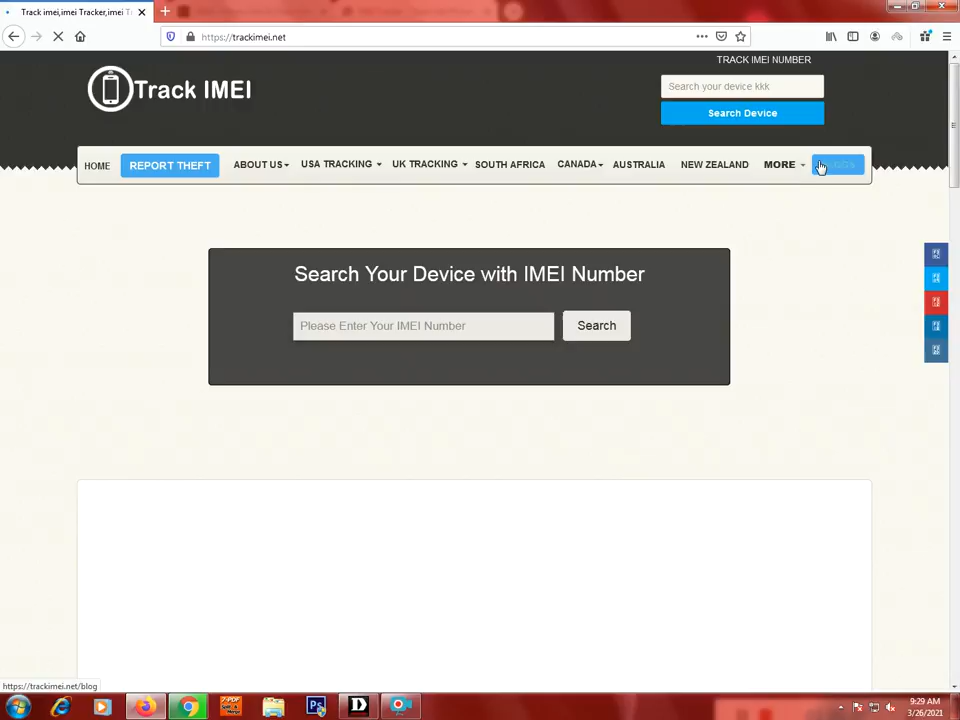 Track imei,imei Tracker,imei T
https://trackimei.net
TRACK IMEI NUMBER
Track IMEI
Search your device kkk
Search Device
HOME
REPORT THEFT
ABOUT US
USA TRACKING
UK TRACKING
SOUTH AFRICA
CANADA
AUSTRALIA
NEW ZEALAND
MORE
Search Your Device with IMEI Number
Please Enter Your IMEI Number
Search
https://trackimei.net/blog
9:29 AM
3/26/2021